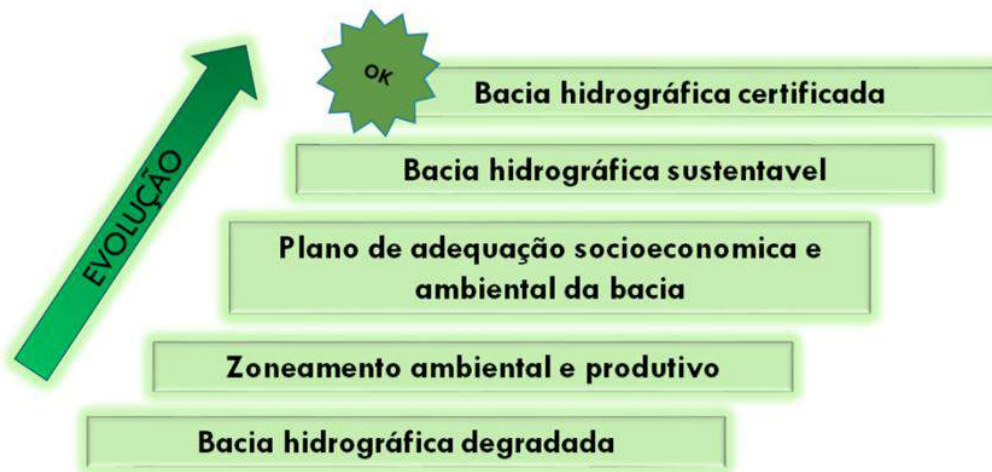 OK
Bacia hidrográfica certificada
Bacia hidrográfica sustentavel
EVOLUÇÃO
Plano de adequação socioeconomica e
ambiental da bacia
Zoneamento ambiental e produtivo
Bacia hidrográfica degradada